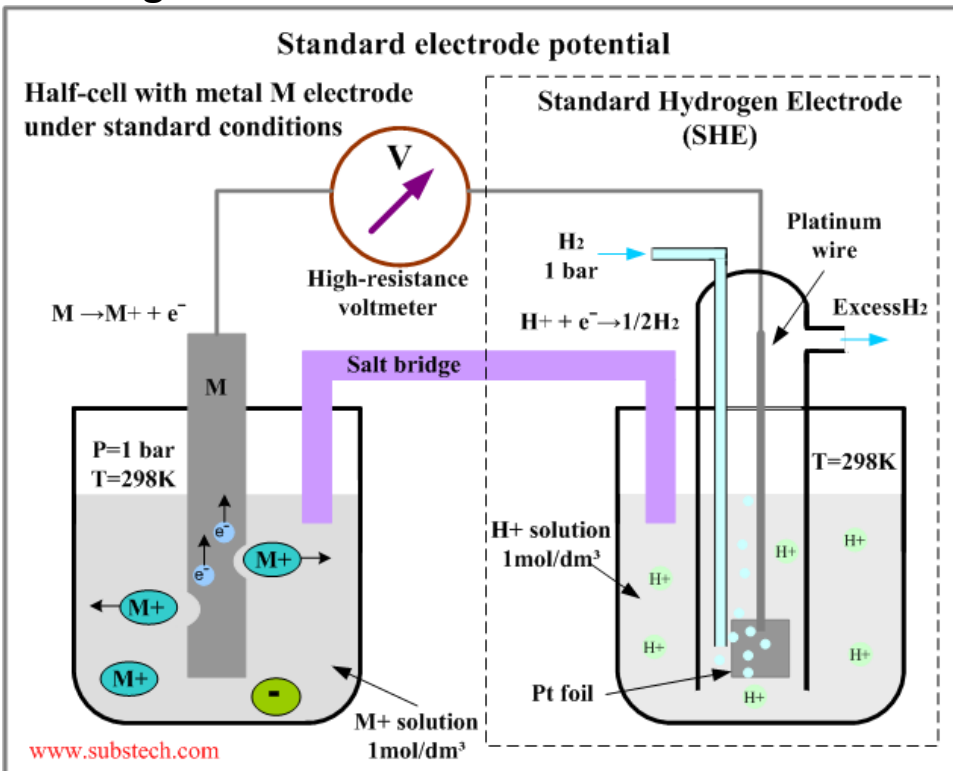 Standard electrode potential
Half-cell with metal M electrode
under standard conditions
Standard Hydrogen Electrode
(SHE)
V
High-resistance
voltmeter
H₂
1 bar
Platinum
wire
ExcessH₂
M →M+ + e⁻
H+ + e⁻→1/2H₂
Salt bridge
M
P=1 bar
T=298K
T=298K
e⁻
e⁻
M+
M+
M+
-
M+ solution
1mol/dm³
H+ solution
1mol/dm³
H+
H+
H+
H+
H+
H+
Pt foil
www.substech.com